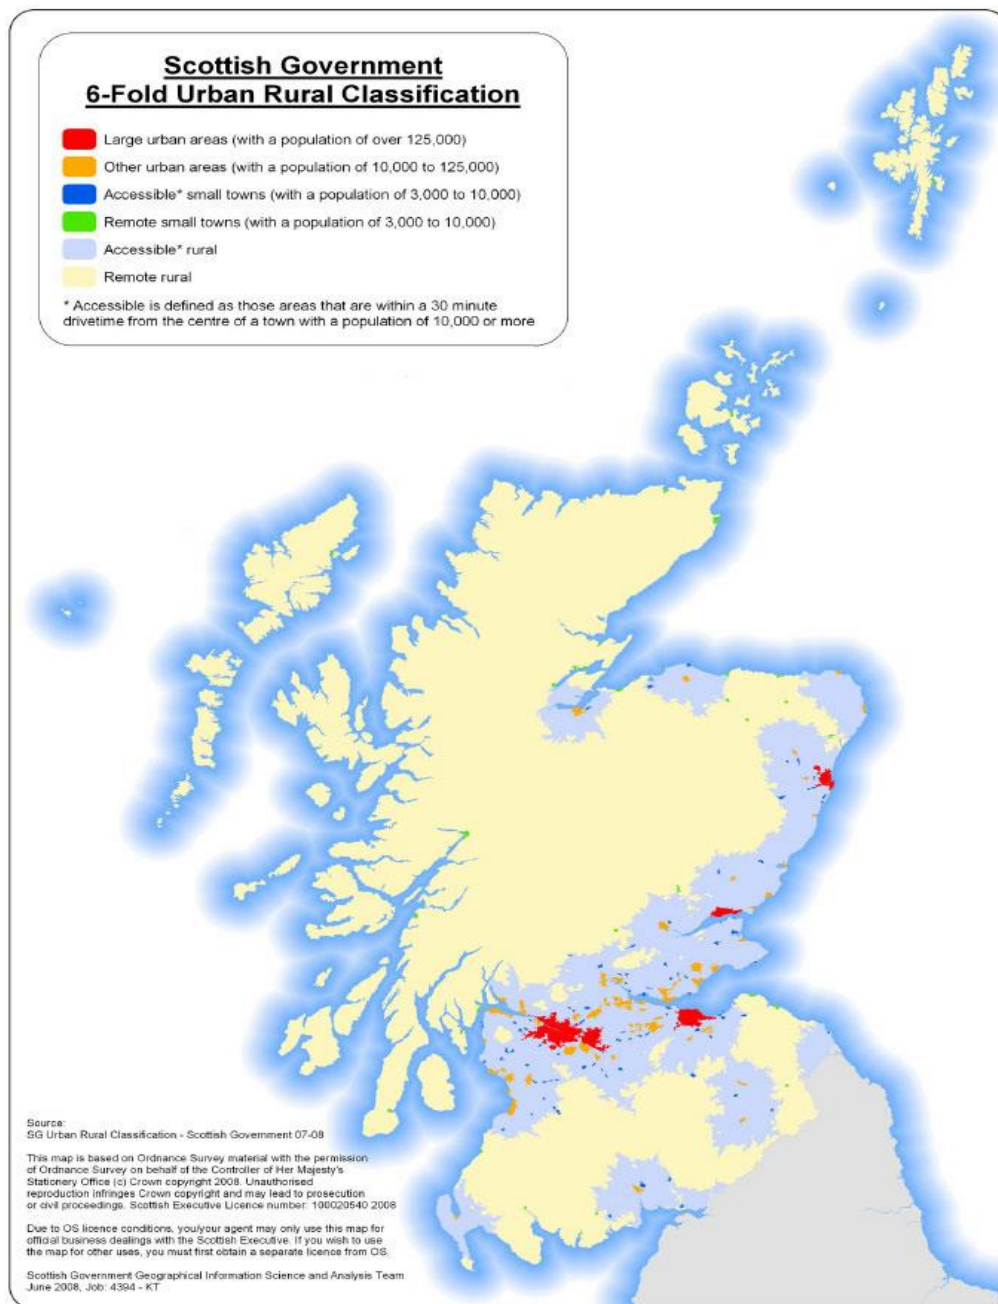 Scottish Government
6-Fold Urban Rural Classification
Large urban areas (with a population of over 125,000)
Other urban areas (with a population of 10,000 to 125,000)
Accessible* small towns (with a population of 3,000 to 10,000)
Remote small towns (with a population of 3,000 to 10,000)
Accessible* rural
Remote rural
* Accessible is defined as those areas that are within a 30 minute
drivetime from the centre of a town with a population of 10,000 or more
Source:
SG Urban Rural Classification - Scottish Government 07-08
This map is based on Ordnance Survey material with the permission
of Ordnance Survey on behalf of the Controller of Her Majesty's
Stationery Office (c) Crown copyright 2008. Unauthorised
reproduction infringes Crown copyright and may lead to prosecution
or civil proceedings. Scottish Executive Licence number: 100020540 2008
Due to OS licence conditions, you/your agent may only use this map for
official business dealings with the Scottish Executive. If you wish to use
the map for other uses, you must first obtain a separate licence from OS.
Scottish Government Geographical Information Science and Analysis Team
June 2008, Job: 4394 - KT